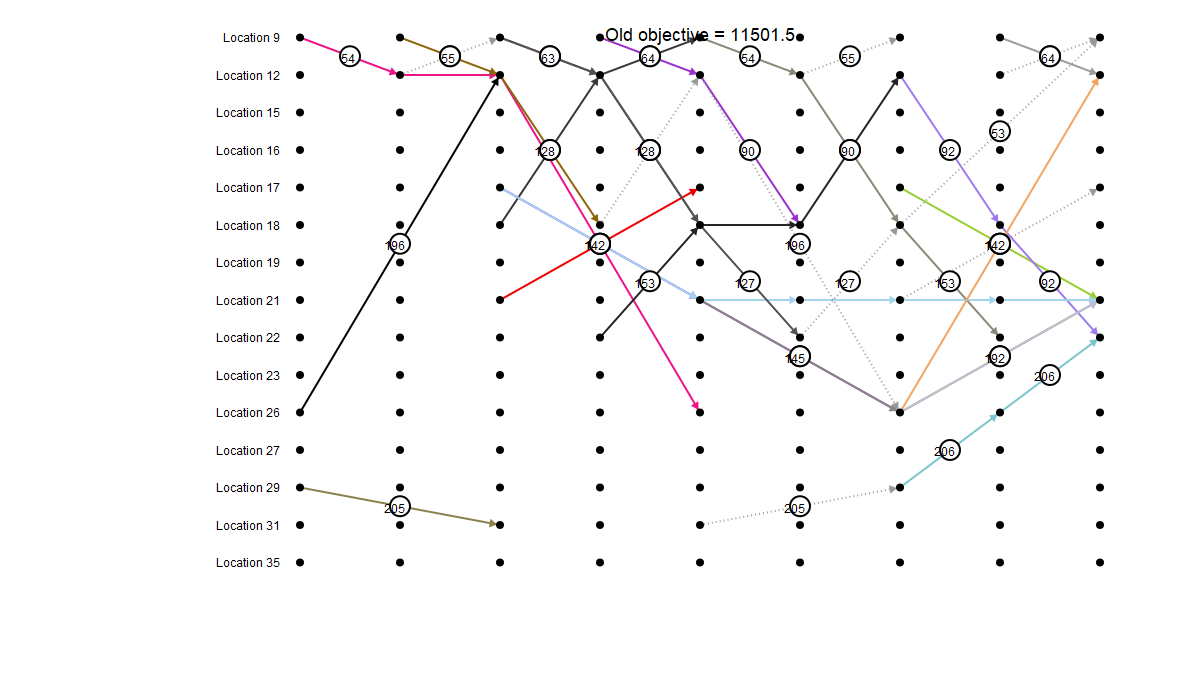 Old objective = 11501.5
Location 9
54
55
63
64
54
55
64
Location 12
Location 15
53
Location 16
128
128
90
90
92
Location 17
Location 18
196
142
196
142
Location 19
153
127
127
153
92
Location 21
Location 22
145
192
Location 23
206
Location 26
Location 27
206
Location 29
205
205
Location 31
Location 35